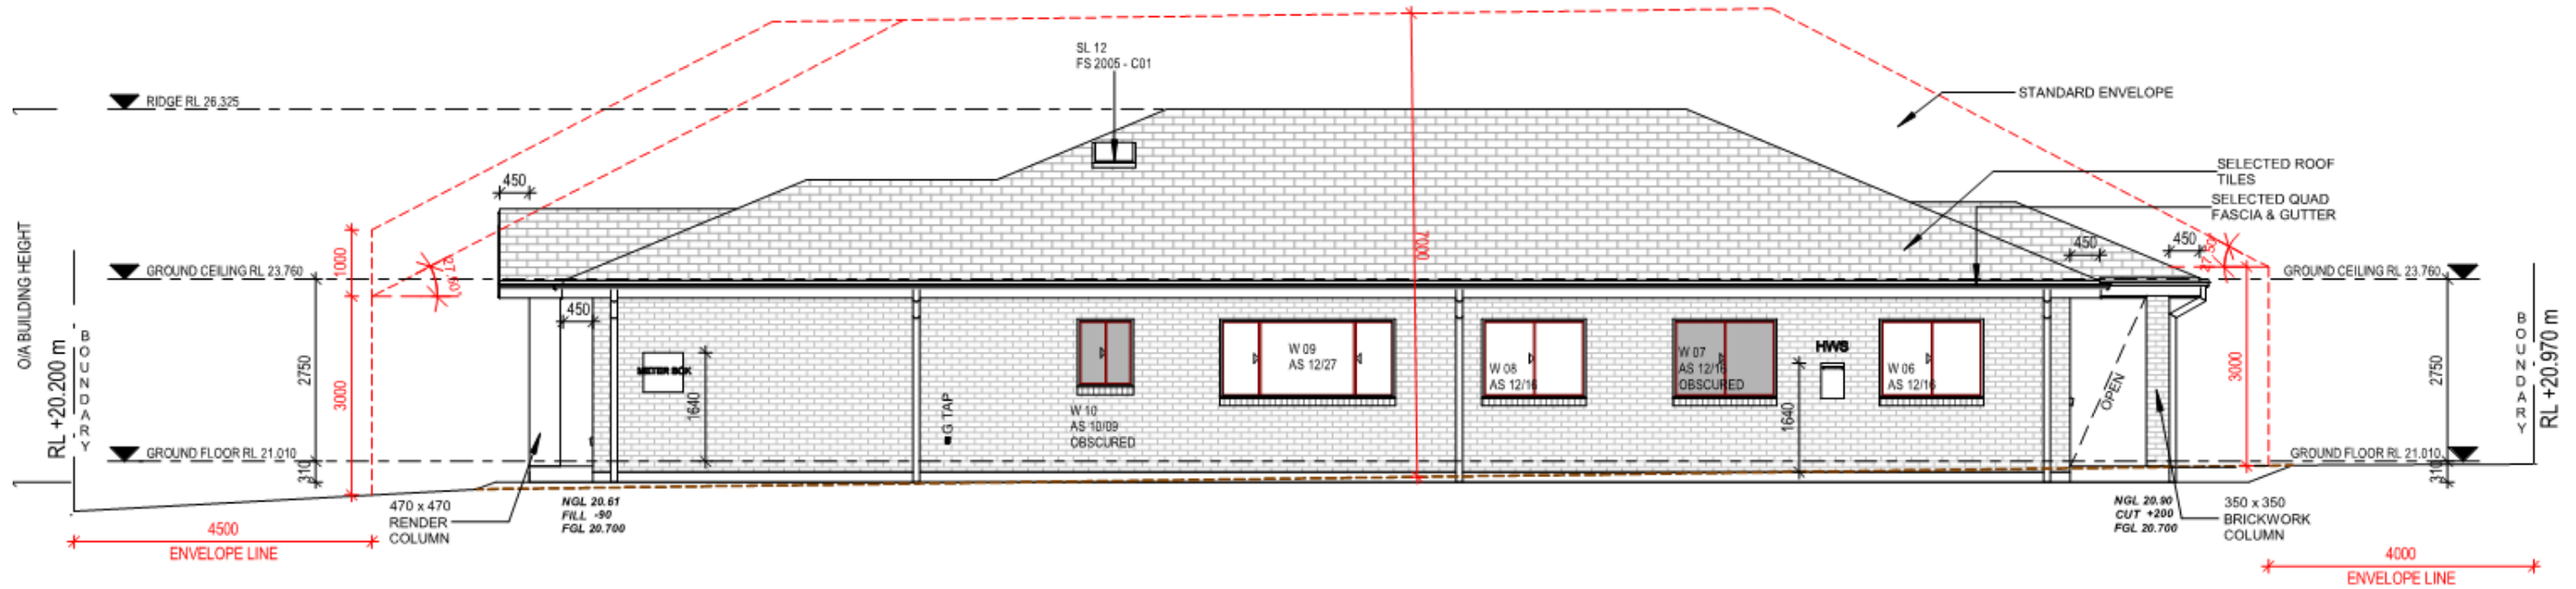 SL 12
FS 2005 - C01
STANDARD ENVELOPE
RIDGE RL 26.325
SELECTED ROOF
TILES
SELECTED QUAD
FASCIA & GUTTER
450
450
450
O/A BUILDING HEIGHT
1000
7000
GROUND CEILING RL 23.760
GROUND CEILING RL 23.760
450
RL +20.200 m
BOUNDARY
2750
3000
METER BOX
1640
G TAP
W 10
AS 10/09
OBSCURED
W 09
AS 12/27
W 08
AS 12/16
W 07
AS 12/16
OBSCURED
HWS
1640
W 06
AS 12/16
OPEN
3000
2750
BOUNDARY
RL +20.970 m
GROUND FLOOR RL 21.010
GROUND FLOOR RL 21.010
310
310
470 x 470
RENDER
COLUMN
NGL 20.61
FILL -90
FGL 20.700
NGL 20.90
CUT +200
FGL 20.700
350 x 350
BRICKWORK
COLUMN
4500
ENVELOPE LINE
4000
ENVELOPE LINE